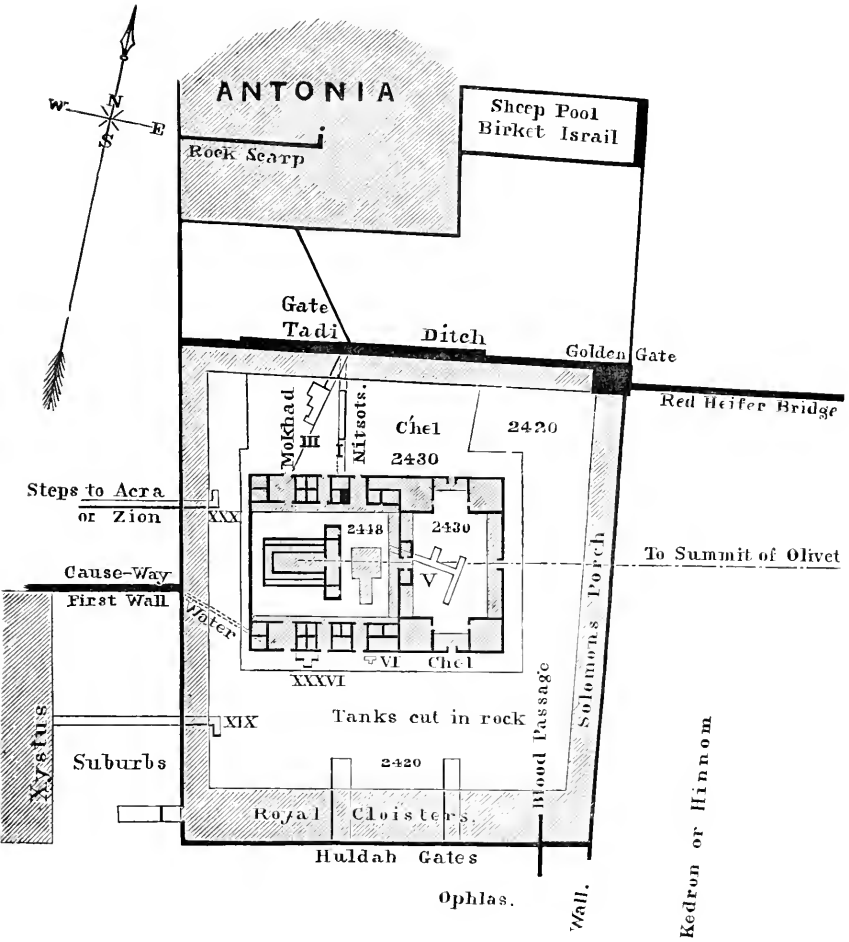 ANTONIA
Sheep Pool
Birket Israil
N
W
E
S
i
Rock Scarp
Gate
Tadi
Ditch
Golden Gate
Red Heifer Bridge
Mokhad
III
I
Nitsots.
C'hel
2430
2420
Steps to Acra
or Zion
XXX
2448
2430
To Summit of Olivet
Cause-Way
First Wall
Water
V
Solomons Porch
VI
Chel
XXXVI
Xystus
XIX
Tanks cut in rock
Blood Passage
Suburbs
2420
Royal Cloisters.
Huldah Gates
Ophlas.
Wall.
Kedron or Hinnom